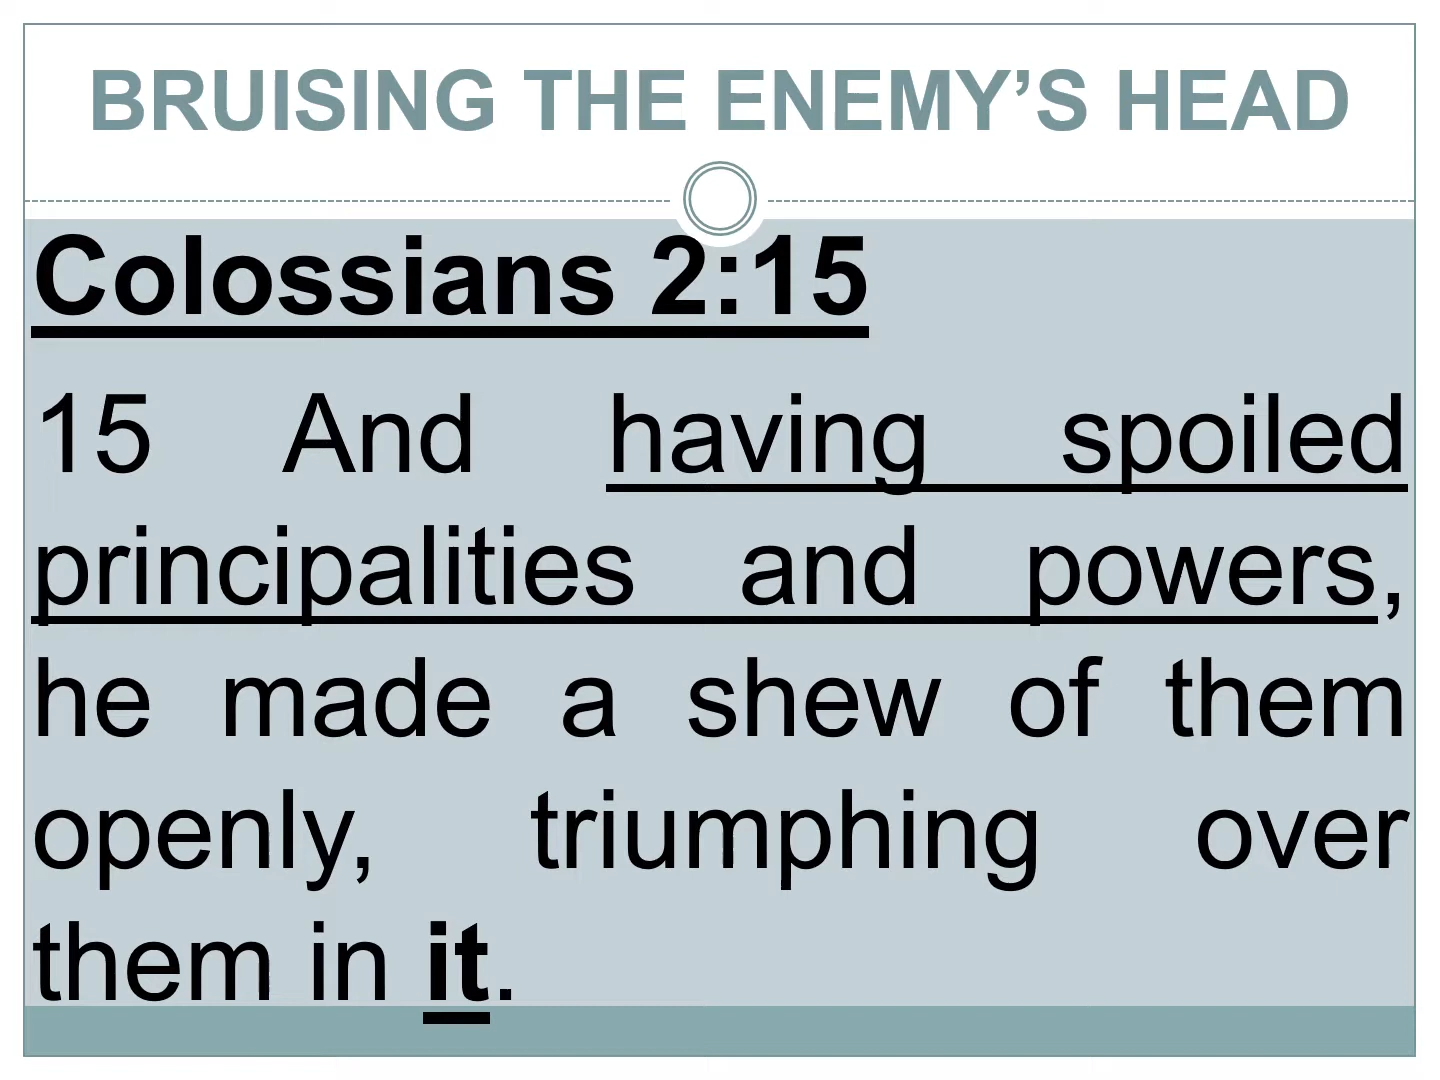 BRUISING THE ENEMY’S HEAD
Colossians 2:15
15 And having spoiled
principalities and powers,
he made a shew of them
openly, triumphing over
them in it.